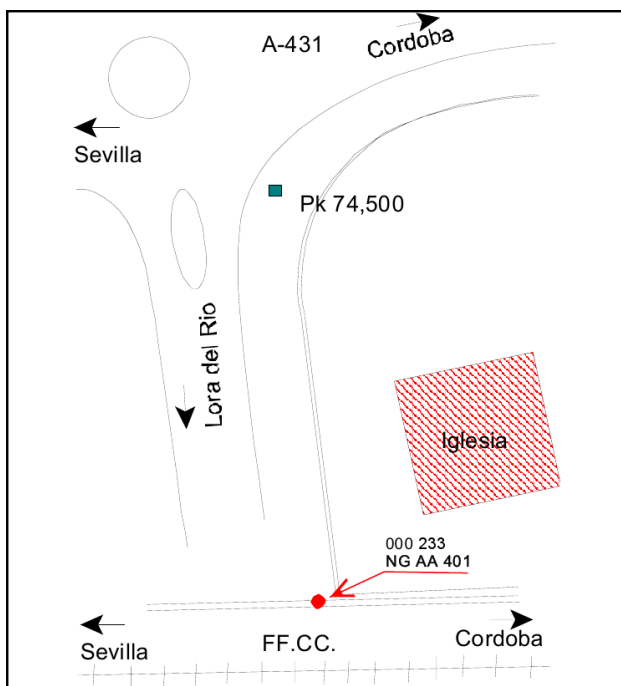 A-431
Cordoba
Sevilla
Pk 74,500
Lora del Rio
Iglesia
000 233
NG AA 401
Sevilla
FF.CC.
Cordoba